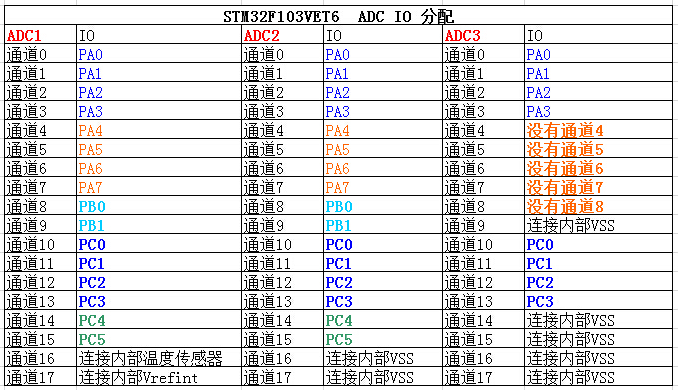 STM32F103VET6 ADC IO 分配
ADC1 IO ADC2 IO ADC3 IO
通道0 PA0 通道0 PA0 通道0 PA0
通道1 PA1 通道1 PA1 通道1 PA1
通道2 PA2 通道2 PA2 通道2 PA2
通道3 PA3 通道3 PA3 通道3 PA3
通道4 PA4 通道4 PA4 通道4 没有通道4
通道5 PA5 通道5 PA5 通道5 没有通道5
通道6 PA6 通道6 PA6 通道6 没有通道6
通道7 PA7 通道7 PA7 通道7 没有通道7
通道8 PB0 通道8 PB0 通道8 没有通道8
通道9 PB1 通道9 PB1 通道9 连接内部VSS
通道10 PC0 通道10 PC0 通道10 PC0
通道11 PC1 通道11 PC1 通道11 PC1
通道12 PC2 通道12 PC2 通道12 PC2
通道13 PC3 通道13 PC3 通道13 PC3
通道14 PC4 通道14 PC4 通道14 连接内部VSS
通道15 PC5 通道15 PC5 通道15 连接内部VSS
通道16 连接内部温度传感器 通道16 连接内部VSS 通道16 连接内部VSS
通道17 连接内部Vrefint 通道17 连接内部VSS 通道17 连接内部VSS